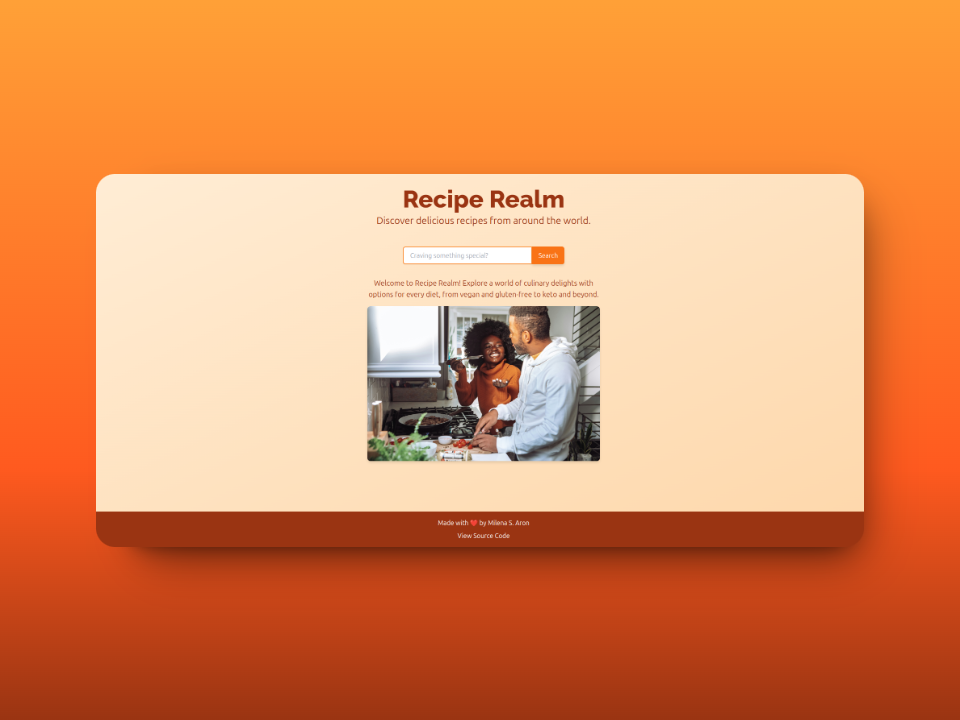 Recipe Realm
Discover delicious recipes from around the world.
Craving something special?
Search
Welcome to Recipe Realm! Explore a world of culinary delights with
options for every diet, from vegan and gluten-free to keto and beyond.
Made with ❤️ by Milena S. Aron
View Source Code